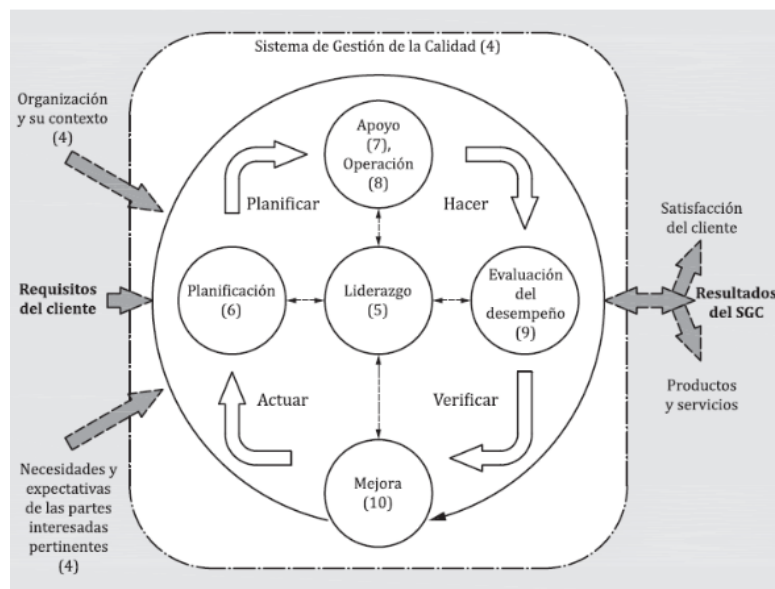 Sistema de Gestión de la Calidad (4)
Organización
y su contexto
(4)
Apoyo
(7),
Operación
(8)
Planificar
Hacer
Satisfacción
del cliente
Requisitos
del cliente
Planificación
(6)
Liderazgo
(5)
Evaluación
del
desempeño
(9)
Resultados
del SGC
Actuar
Verificar
Productos
y servicios
Necesidades y
expectativas
de las partes
interesadas
pertinentes
(4)
Mejora
(10)